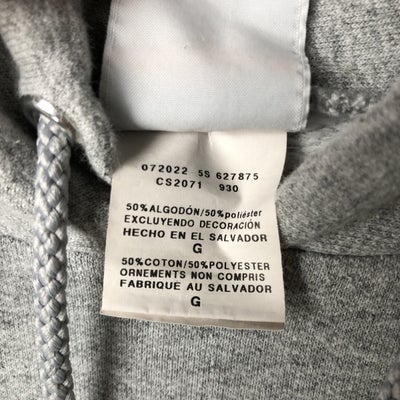 072022 5S 627875
CS2071 930
50%ALGODÓN/50%poliéster
EXCLUYENDO DECORACIÓN
HECHO EN EL SALVADOR
G
50%COTON/50%POLYESTER
ORNEMENTS NON COMPRIS
FABRIQUE AU SALVADOR
G